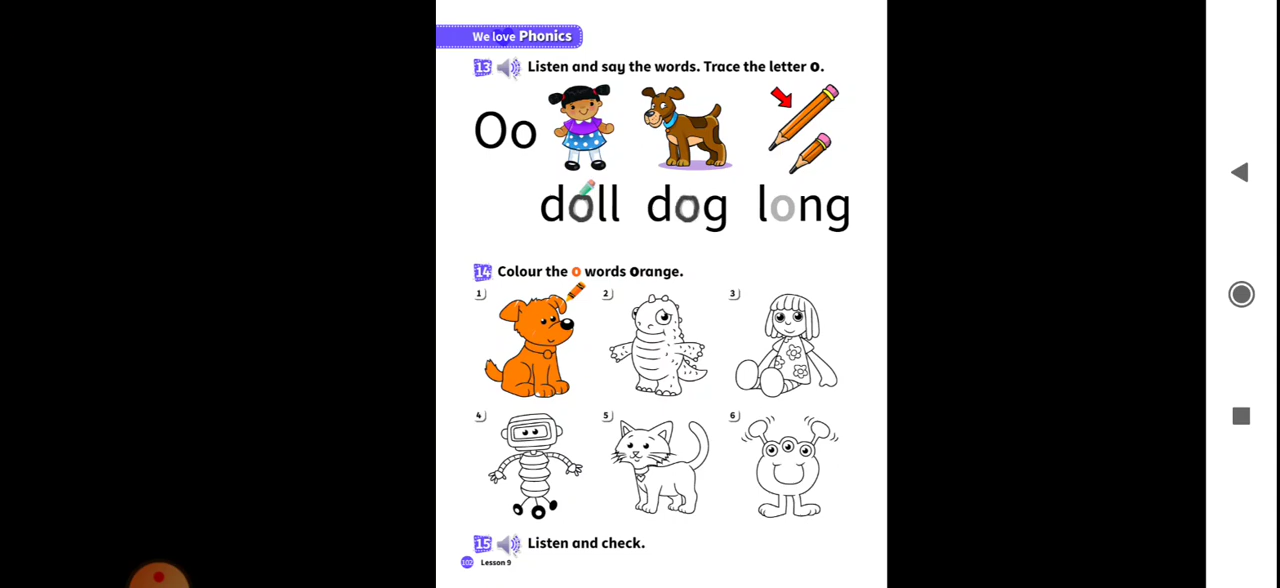 We love Phonics
13 Listen and say the words. Trace the letter o.
Oo
doll dog long
14 Colour the o words orange.
1 2 3
4 5 6
15 Listen and check.
102 Lesson 9